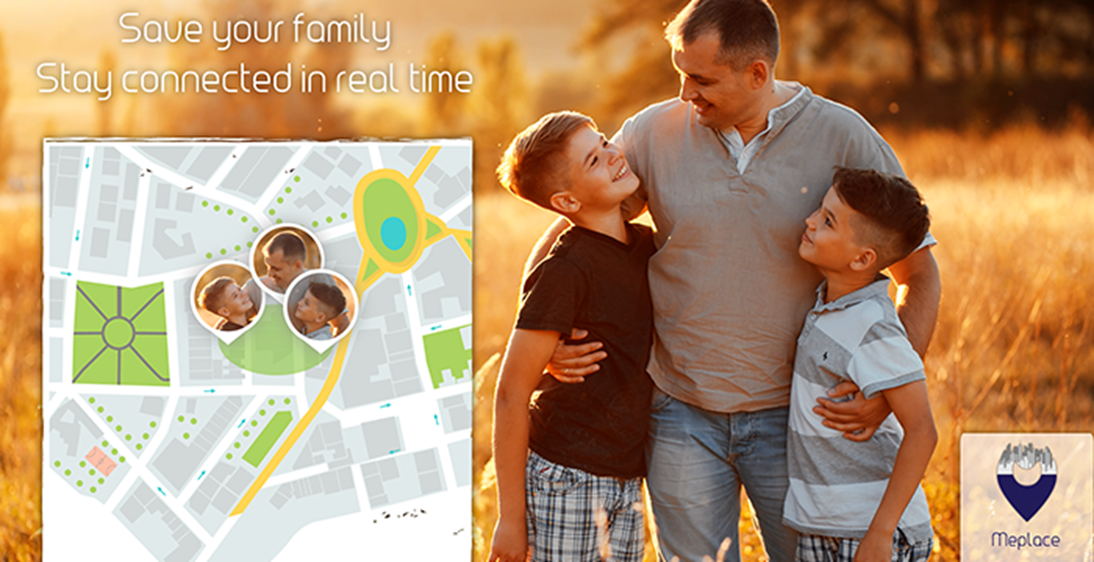 Save your family
Stay connected in real time
Meplace